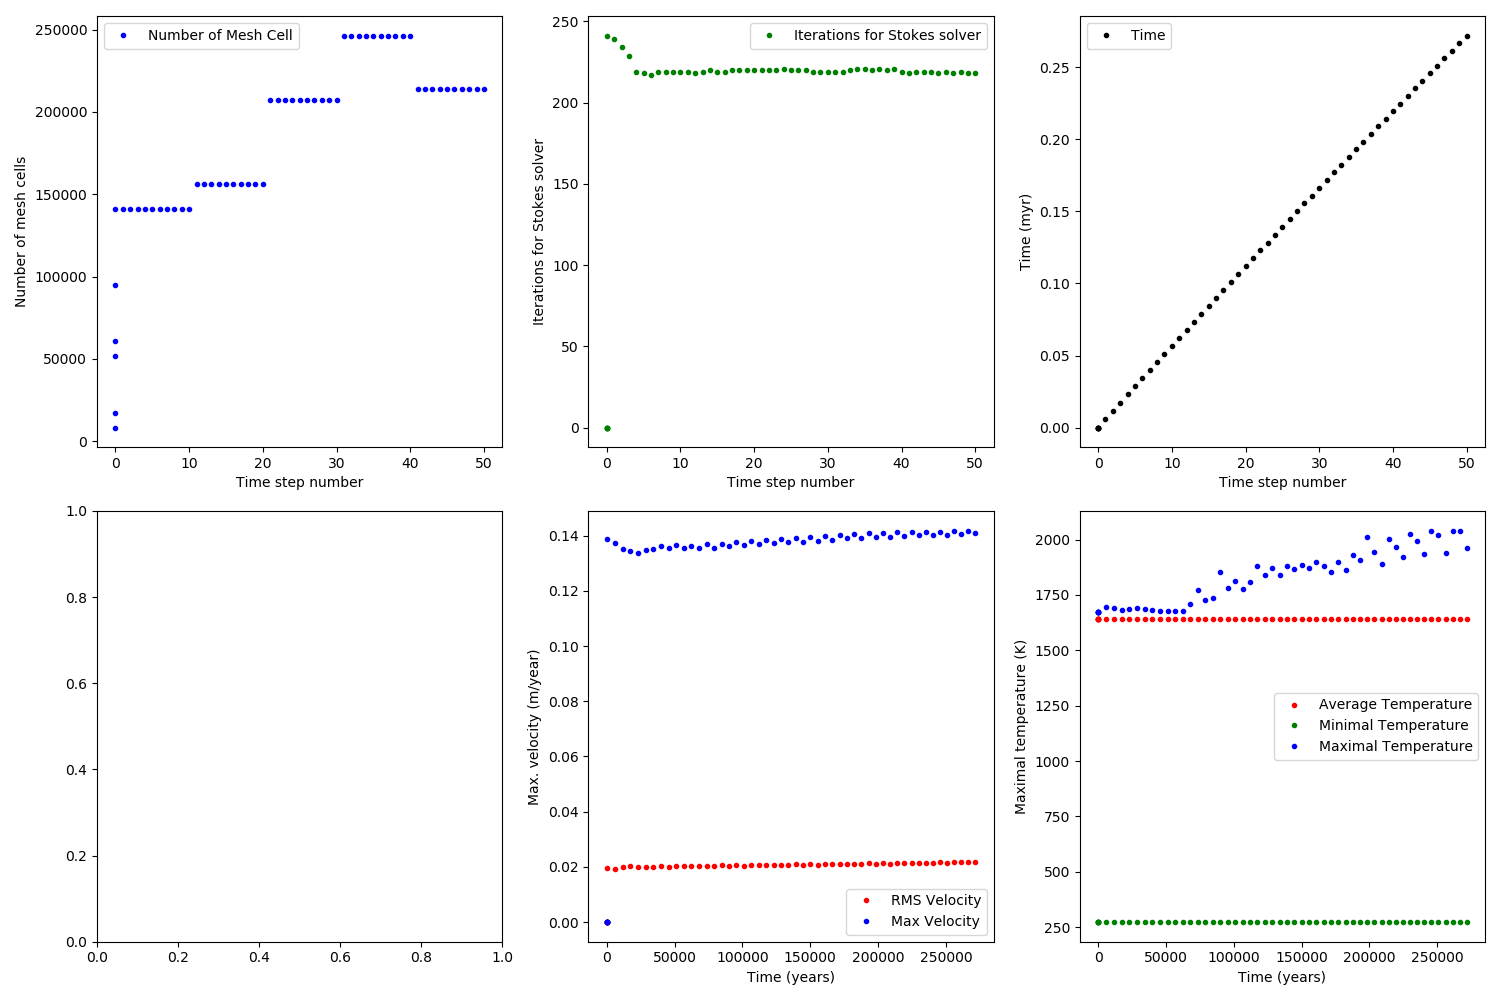 Number of Mesh Cell
250000
200000
150000
100000
50000
0
Number of mesh cells
0 10 20 30 40 50
Time step number
Iterations for Stokes solver
250
200
150
100
50
0
Iterations for Stokes solver
0 10 20 30 40 50
Time step number
Time
0.25
0.20
0.15
0.10
0.05
0.00
Time (myr)
0 10 20 30 40 50
Time step number
1.0
0.8
0.6
0.4
0.2
0.0
0.0 0.2 0.4 0.6 0.8 1.0
0.14
0.12
0.10
0.08
0.06
0.04
0.02
0.00
Max. velocity (m/year)
RMS Velocity
Max Velocity
0 50000 100000 150000 200000 250000
Time (years)
2000
1750
1500
1250
1000
750
500
250
Maximal temperature (K)
Average Temperature
Minimal Temperature
Maximal Temperature
0 50000 100000 150000 200000 250000
Time (years)